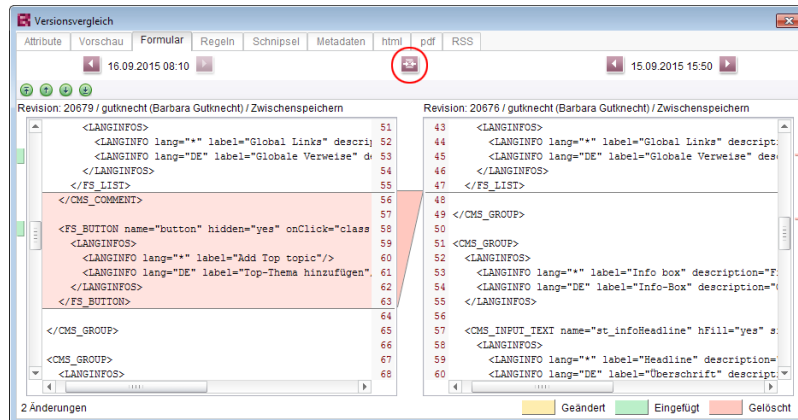 Versionsvergleich
Attribute Vorschau Formular Regeln Schnipsel Metadaten html pdf RSS
16.09.2015 08:10 15.09.2015 15:50
Revision: 20679 / gutknecht (Barbara Gutknecht) / Zwischenspeichern Revision: 20676 / gutknecht (Barbara Gutknecht) / Zwischenspeichern
<LANGINFOS> 51 43 <LANGINFOS>
<LANGINFO lang="*" label="Global Links" descrip 52 44 <LANGINFO lang="*" label="Global Links" descript
<LANGINFO lang="DE" label="Globale Verweise" de 53 45 <LANGINFO lang="DE" label="Globale Verweise" des
</LANGINFOS> 54 46 </LANGINFOS>
</FS_LIST> 55 47 </FS_LIST>
</CMS_COMMENT> 56 48
57 49 </CMS_GROUP>
<FS_BUTTON name="button" hidden="yes" onClick="class 58 50
<LANGINFOS> 59 51 <CMS_GROUP>
<LANGINFO lang="*" label="Add Top topic"/> 60 52 <LANGINFOS>
<LANGINFO lang="DE" label="Top-Thema hinzufügen" 61 53 <LANGINFO lang="*" label="Info box" description="F
</LANGINFOS> 62 54 <LANGINFO lang="DE" label="Info-Box" description="
</FS_BUTTON> 63 55 </LANGINFOS>
64 56
</CMS_GROUP> 65 57 <CMS_INPUT_TEXT name="st_infoHeadline" hFill="yes" s
66 58 <LANGINFOS>
<CMS_GROUP> 67 59 <LANGINFO lang="*" label="Headline" description=
<LANGINFOS> 68 60 <LANGINFO lang="DE" label="Überschrift" descript
2 Änderungen Geändert Eingefügt Gelöscht